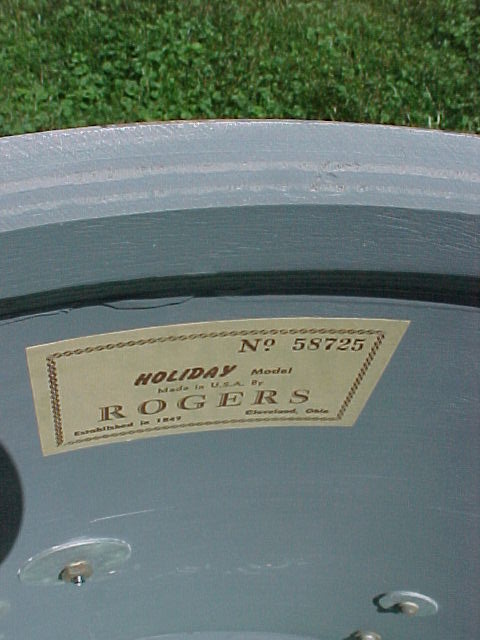 Nº 58725
HOLIDAY Model
Made in U.S.A. By
ROGERS
Established in 1849 Cleveland, Ohio